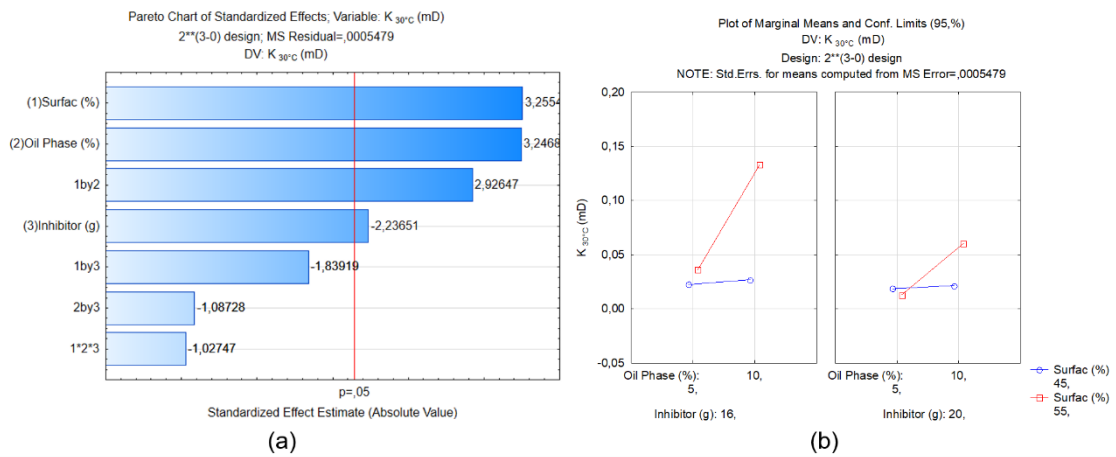 Pareto Chart of Standardized Effects; Variable: K 30°C (mD)
2**(3-0) design; MS Residual=,0005479
DV: K 30°C (mD)
(1)Surfac (%)
3,2554
(2)Oil Phase (%)
3,2468
1by2
2,92647
(3)Inhibitor (g)
-2,23651
1by3
-1,83919
2by3
-1,08728
1*2*3
-1,02747
p=,05
Standardized Effect Estimate (Absolute Value)
(a)
Plot of Marginal Means and Conf. Limits (95,%)
DV: K 30°C (mD)
Design: 2**(3-0) design
NOTE: Std.Errs. for means computed from MS Error=,0005479
K 30°C (mD)
0,20
0,15
0,10
0,05
0,00
-0,05
Oil Phase (%):
5,
10,
Inhibitor (g): 16,
Oil Phase (%):
5,
10,
Inhibitor (g): 20,
Surfac (%)
45,
Surfac (%)
55,
(b)